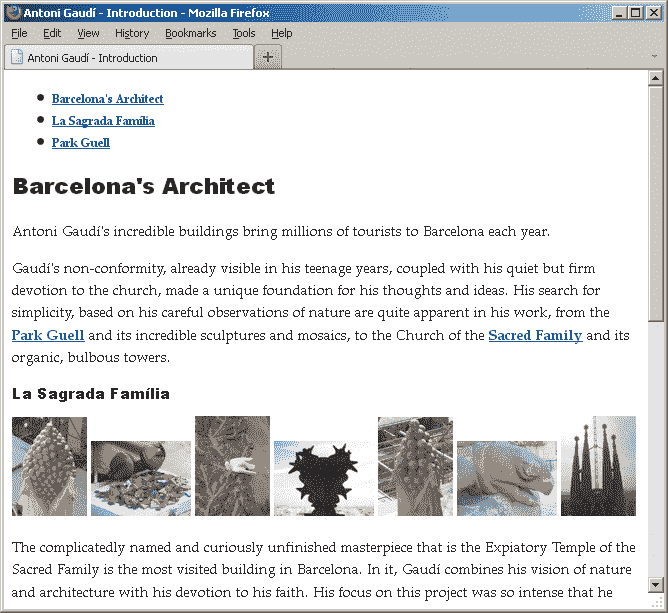 Antoni Gaudí - Introduction - Mozilla Firefox
File Edit View History Bookmarks Tools Help
Antoni Gaudí - Introduction
Barcelona's Architect
La Sagrada Família
Park Guell
Barcelona's Architect
Antoni Gaudí's incredible buildings bring millions of tourists to Barcelona each year.
Gaudí's non-conformity, already visible in his teenage years, coupled with his quiet but firm
devotion to the church, made a unique foundation for his thoughts and ideas. His search for
simplicity, based on his careful observations of nature are quite apparent in his work, from the
Park Guell and its incredible sculptures and mosaics, to the Church of the Sacred Family and its
organic, bulbous towers.
La Sagrada Família
The complicatedly named and curiously unfinished masterpiece that is the Expiatory Temple of the
Sacred Family is the most visited building in Barcelona. In it, Gaudí combines his vision of nature
and architecture with his devotion to his faith. His focus on this project was so intense that he